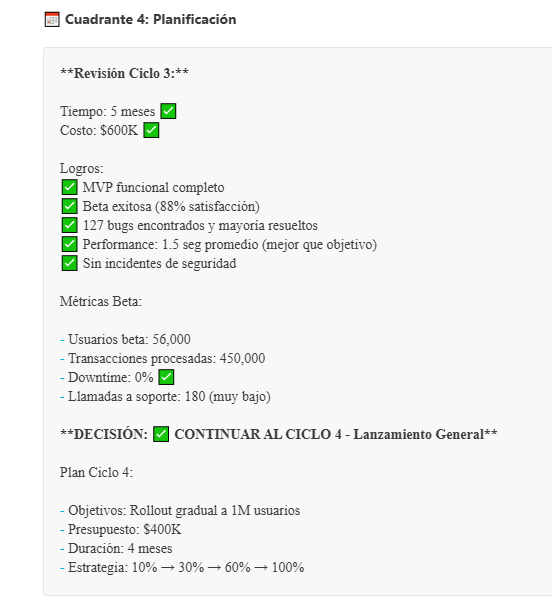 📅 Cuadrante 4: Planificación
**Revisión Ciclo 3:**
Tiempo: 5 meses ✅
Costo: $600K ✅
Logros:
✅ MVP funcional completo
✅ Beta exitosa (88% satisfacción)
✅ 127 bugs encontrados y mayoría resueltos
✅ Performance: 1.5 seg promedio (mejor que objetivo)
✅ Sin incidentes de seguridad
Métricas Beta:
- Usuarios beta: 56,000
- Transacciones procesadas: 450,000
- Downtime: 0% ✅
- Llamadas a soporte: 180 (muy bajo)
**DECISIÓN: ✅ CONTINUAR AL CICLO 4 - Lanzamiento General**
Plan Ciclo 4:
- Objetivos: Rollout gradual a 1M usuarios
- Presupuesto: $400K
- Duración: 4 meses
- Estrategia: 10% → 30% → 60% → 100%